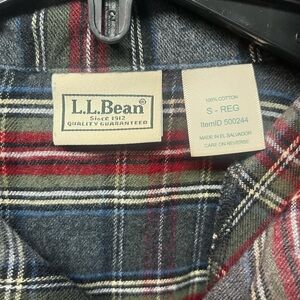 L.L.Bean®
Since 1912
QUALITY GUARANTEED
100% COTTON
S - REG
ItemID 500244
MADE IN EL SALVADOR
CARE ON REVERSE